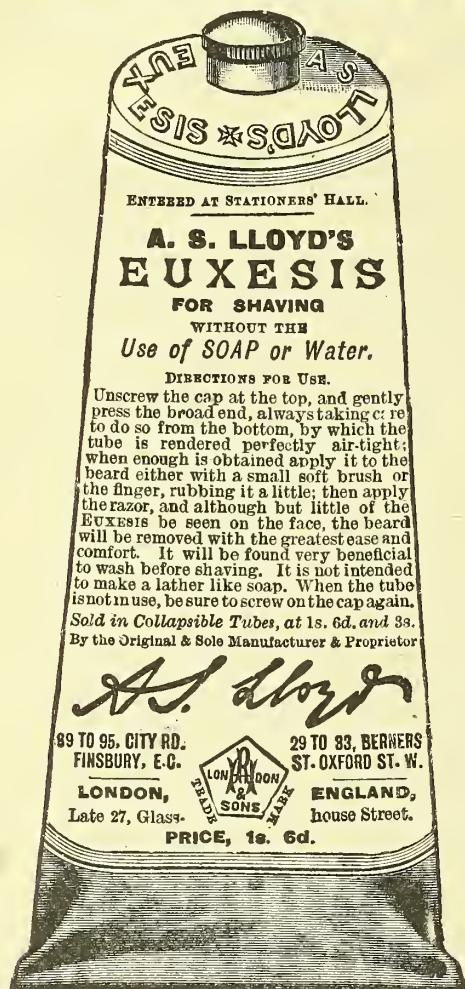 A S LLOYD'S EUXESIS
ENTERED AT STATIONERS' HALL.
A. S. LLOYD'S
EUXESIS
FOR SHAVING
WITHOUT THE
Use of SOAP or Water.
DIRECTIONS FOR USE.
Unscrew the cap at the top, and gently
press the broad end, always taking care
to do so from the bottom, by which the
tube is rendered perfectly air-tight;
when enough is obtained apply it to the
beard either with a small soft brush or
the finger, rubbing it a little; then apply
the razor, and although but little of the
EUXESIS be seen on the face, the beard
will be removed with the greatest ease and
comfort. It will be found very beneficial
to wash before shaving. It is not intended
to make a lather like soap. When the tube
is not in use, be sure to screw on the cap again.
Sold in Collapsible Tubes, at 1s. 6d. and 3s.
By the Original & Sole Manufacturer & Proprietor
A.S. Lloyd
89 TO 95, CITY RD.
FINSBURY, E.C.
LONDON,
Late 27, Glass-
LONDON
& SONS
TRADE MARK
29 TO 33, BERNERS
ST. OXFORD ST. W.
ENGLAND,
house Street.
PRICE, 1s. 6d.